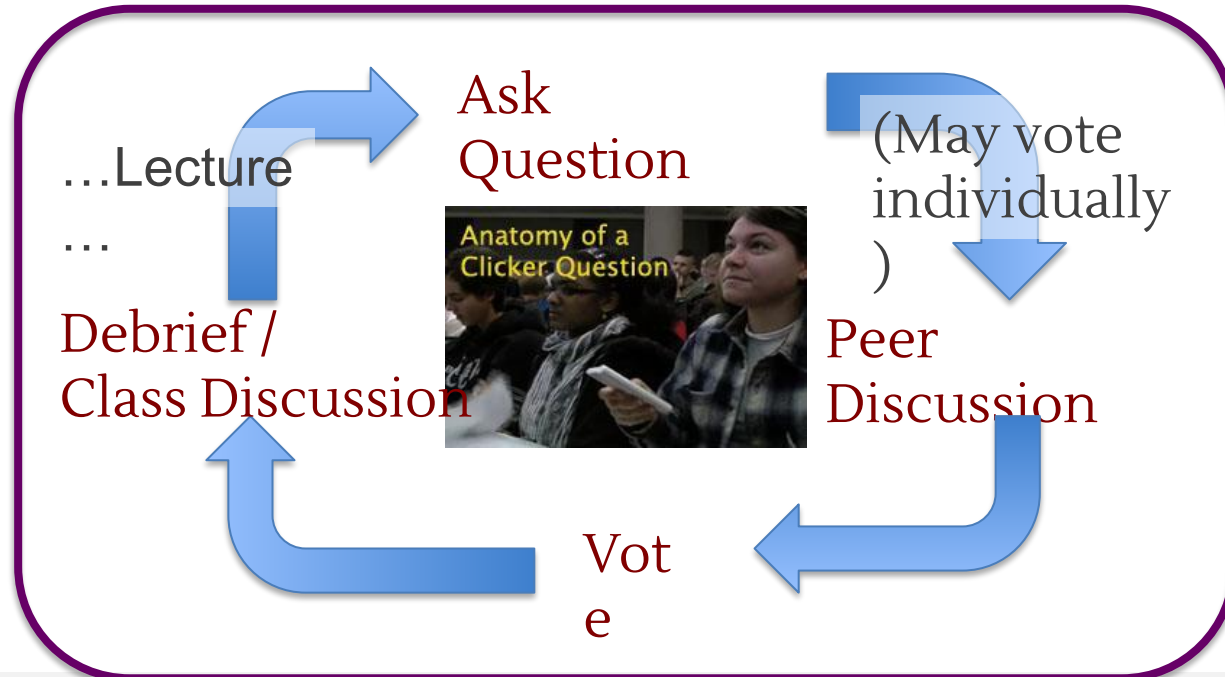 Ask
Question
(May vote
individually
)
…Lecture
…
Anatomy of a
Clicker Question
Debrief /
Class Discussion
Peer
Discussion
Vot
e